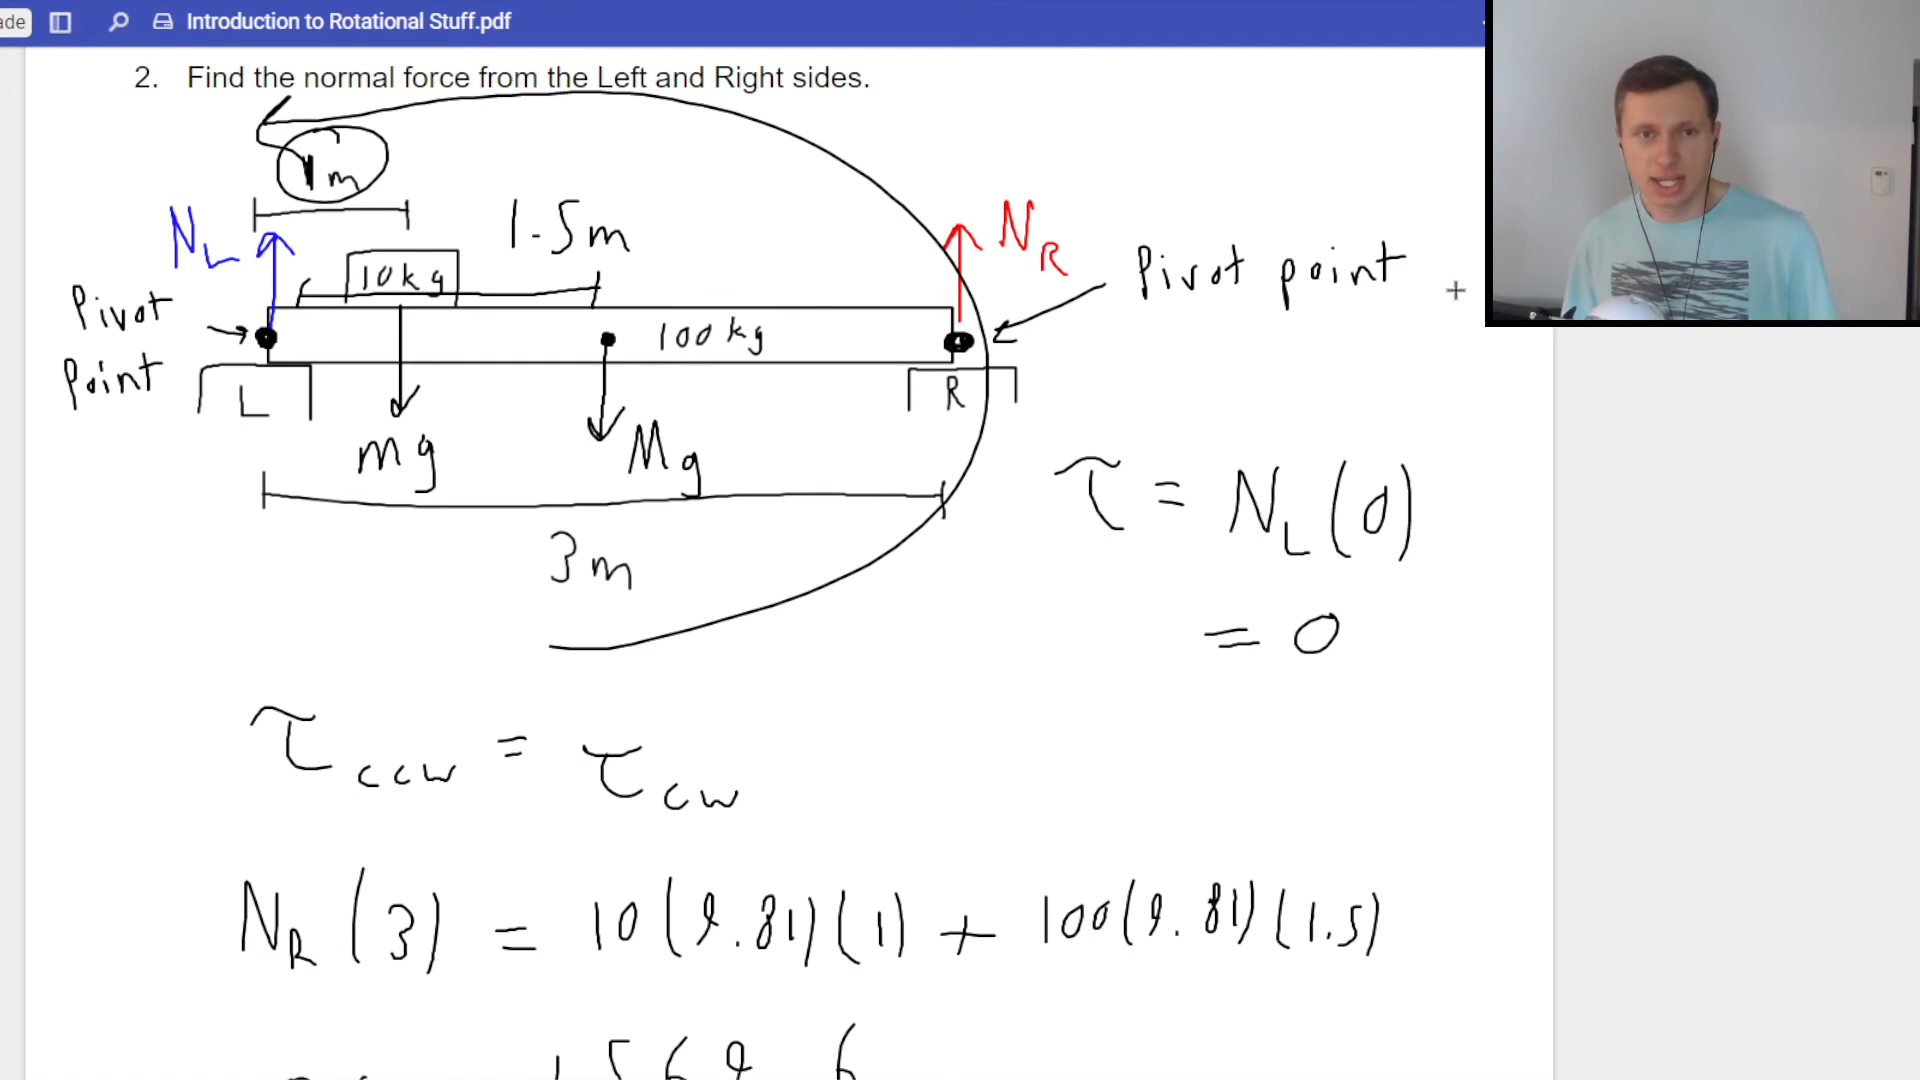 ade
Introduction to Rotational Stuff.pdf
2. Find the normal force from the Left and Right sides.
1m
N_L
1.5m
N_R
10kg
Pivot point
Pivot
Point
100kg
L
R
mg
Mg
3m
τ = N_L(0)
= 0
τ_ccw = τ_cw
N_R(3) = 10(9.81)(1) + 100(9.81)(1.5)